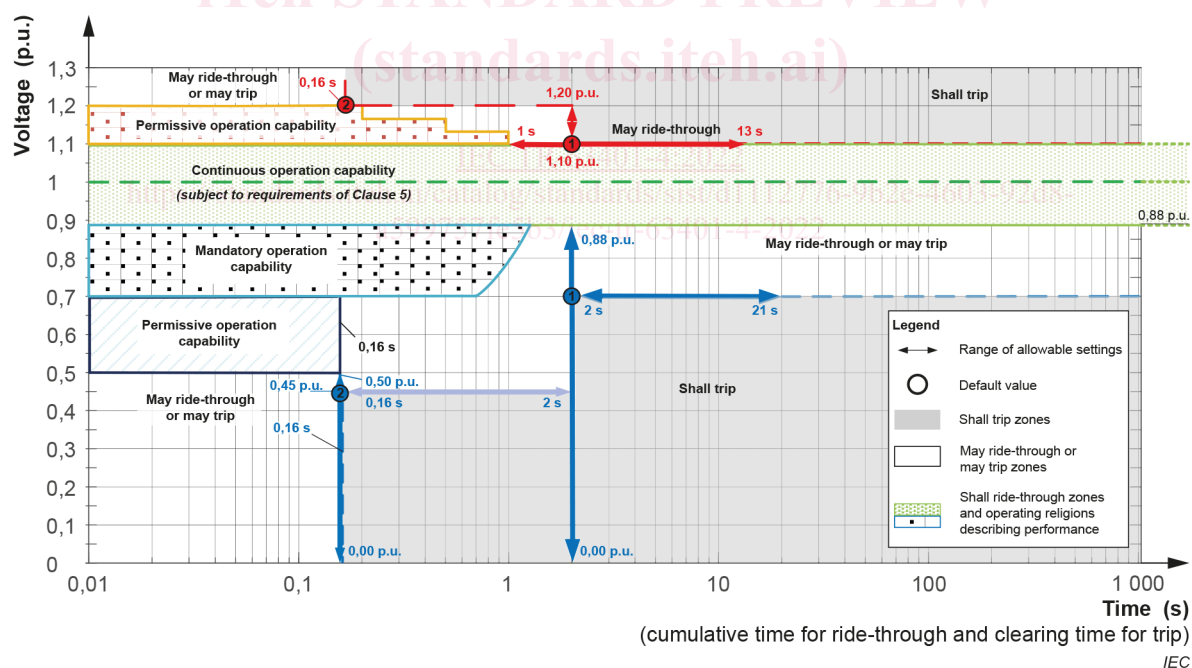 iTeh STANDARD PREVIEW
(standards.iteh.ai)
Voltage (p.u.)
1,3
1,2
1,1
1
0,9
0,8
0,7
0,6
0,5
0,4
0,3
0,2
0,1
0
May ride-through
or may trip
0,16 s
2
1,20 p.u.
Shall trip
Permissive operation capability
1 s
May ride-through
13 s
1
1,10 p.u.
Continuous operation capability
(subject to requirements of Clause 5)
0,88 p.u.
Mandatory operation
capability
0,88 p.u.
May ride-through or may trip
1
2 s
21 s
Permissive operation
capability
0,16 s
0,45 p.u.
0,50 p.u.
2
0,16 s
2 s
Shall trip
May ride-through
or may trip
0,16 s
0,00 p.u.
0,00 p.u.
Legend
Range of allowable settings
Default value
Shall trip zones
May ride-through or
may trip zones
Shall ride-through zones
and operating religions
describing performance
0,01
0,1
1
10
100
1 000
Time (s)
(cumulative time for ride-through and clearing time for trip)
IEC